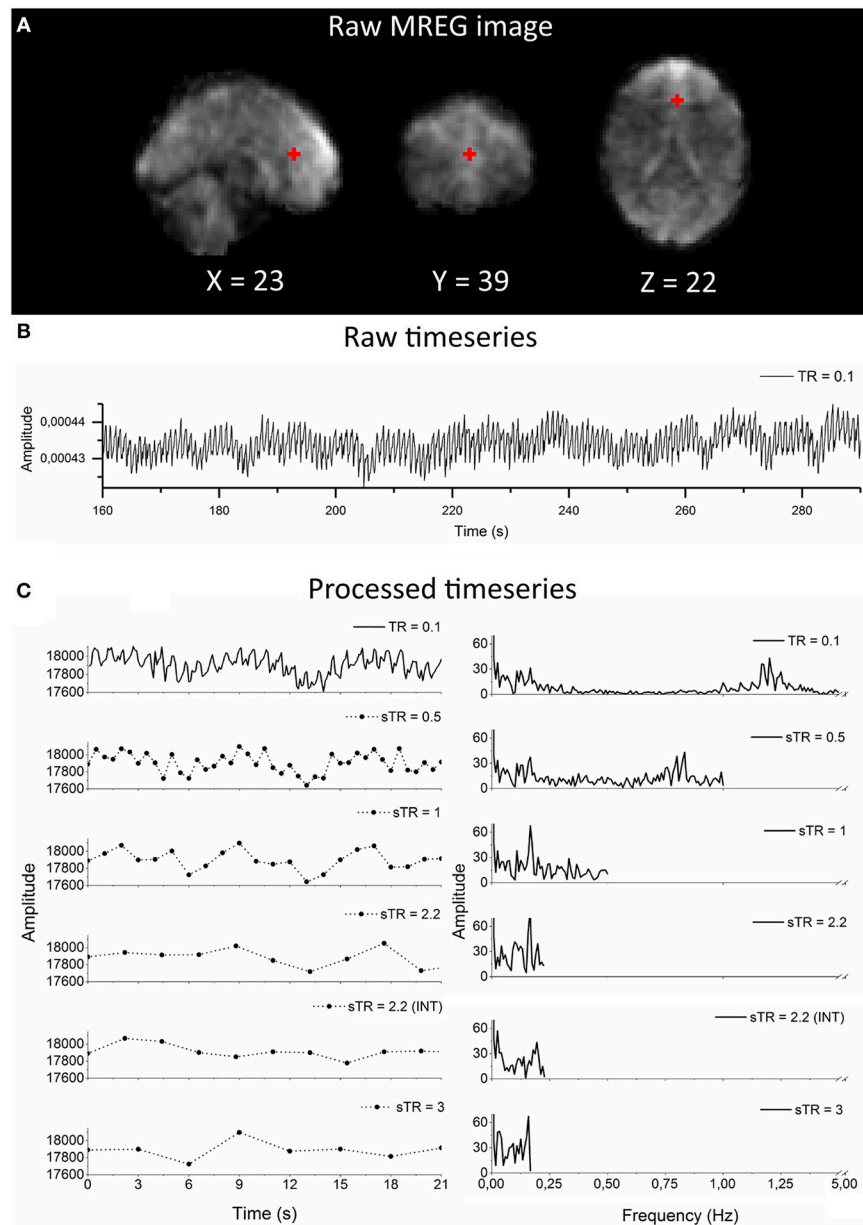 A
Raw MREG image
X = 23
Y = 39
Z = 22
B
Raw timeseries
TR = 0.1
Amplitude
0,00044
0,00043
160 180 200 220 240 260 280
Time (s)
C
Processed timeseries
TR = 0.1
18000
17800
17600
sTR = 0.5
18000
17800
17600
sTR = 1
18000
17800
17600
sTR = 2.2
18000
17800
17600
sTR = 2.2 (INT)
18000
17800
17600
sTR = 3
18000
17800
17600
0 3 6 9 12 15 18 21
Amplitude
Time (s)
TR = 0.1
60
30
0
sTR = 0.5
60
30
0
sTR = 1
60
30
0
sTR = 2.2
60
30
0
sTR = 2.2 (INT)
60
30
0
sTR = 3
60
30
0
0,00 0,25 0,50 0,75 1,00 1,25 5,00
Amplitude
Frequency (Hz)